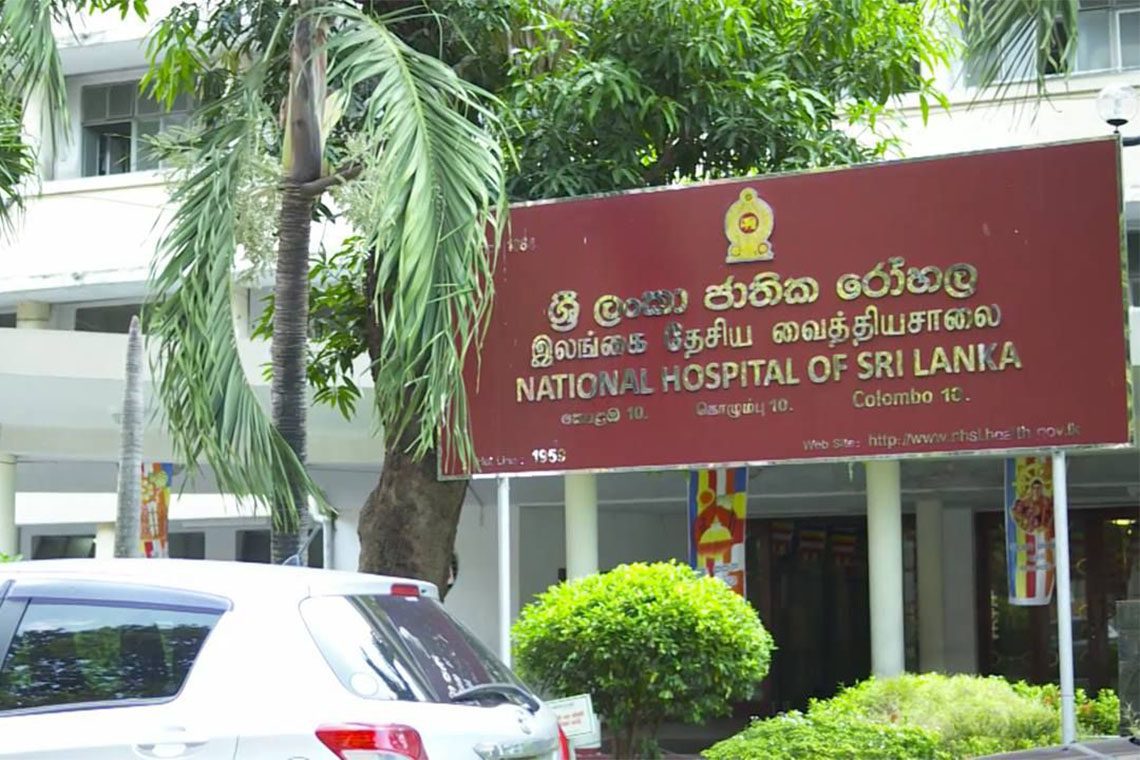 ශ්‍රී ලංකා ජාතික රෝහල
இலங்கை தேசிய வைத்தியசாலை
NATIONAL HOSPITAL OF SRI LANKA
කොළඹ 10. கொழும்பு 10. Colombo 10.
Web Site: http://www.nhsl.health.gov.lk
1959